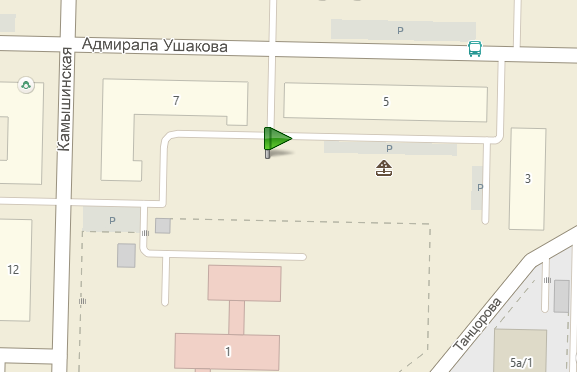 Р
Адмирала Ушакова
Камышинская
7
5
Р
3
Р
Р
12
Танцорова
1
5а/1